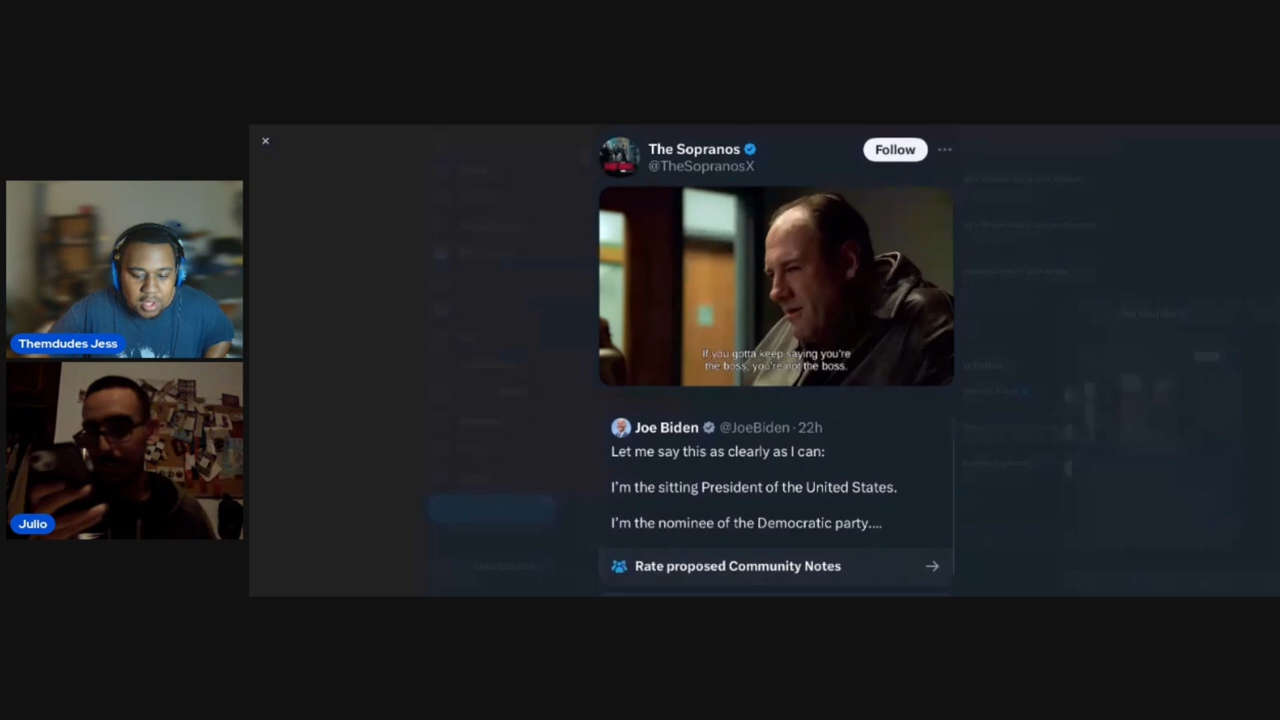 The Sopranos
@TheSopranosX
Follow
If you gotta keep saying you're
the boss, you're not the boss.
Joe Biden @JoeBiden · 22h
Let me say this as clearly as I can:
I'm the sitting President of the United States.
I'm the nominee of the Democratic party....
Rate proposed Community Notes
Themdudes Jess
Julio